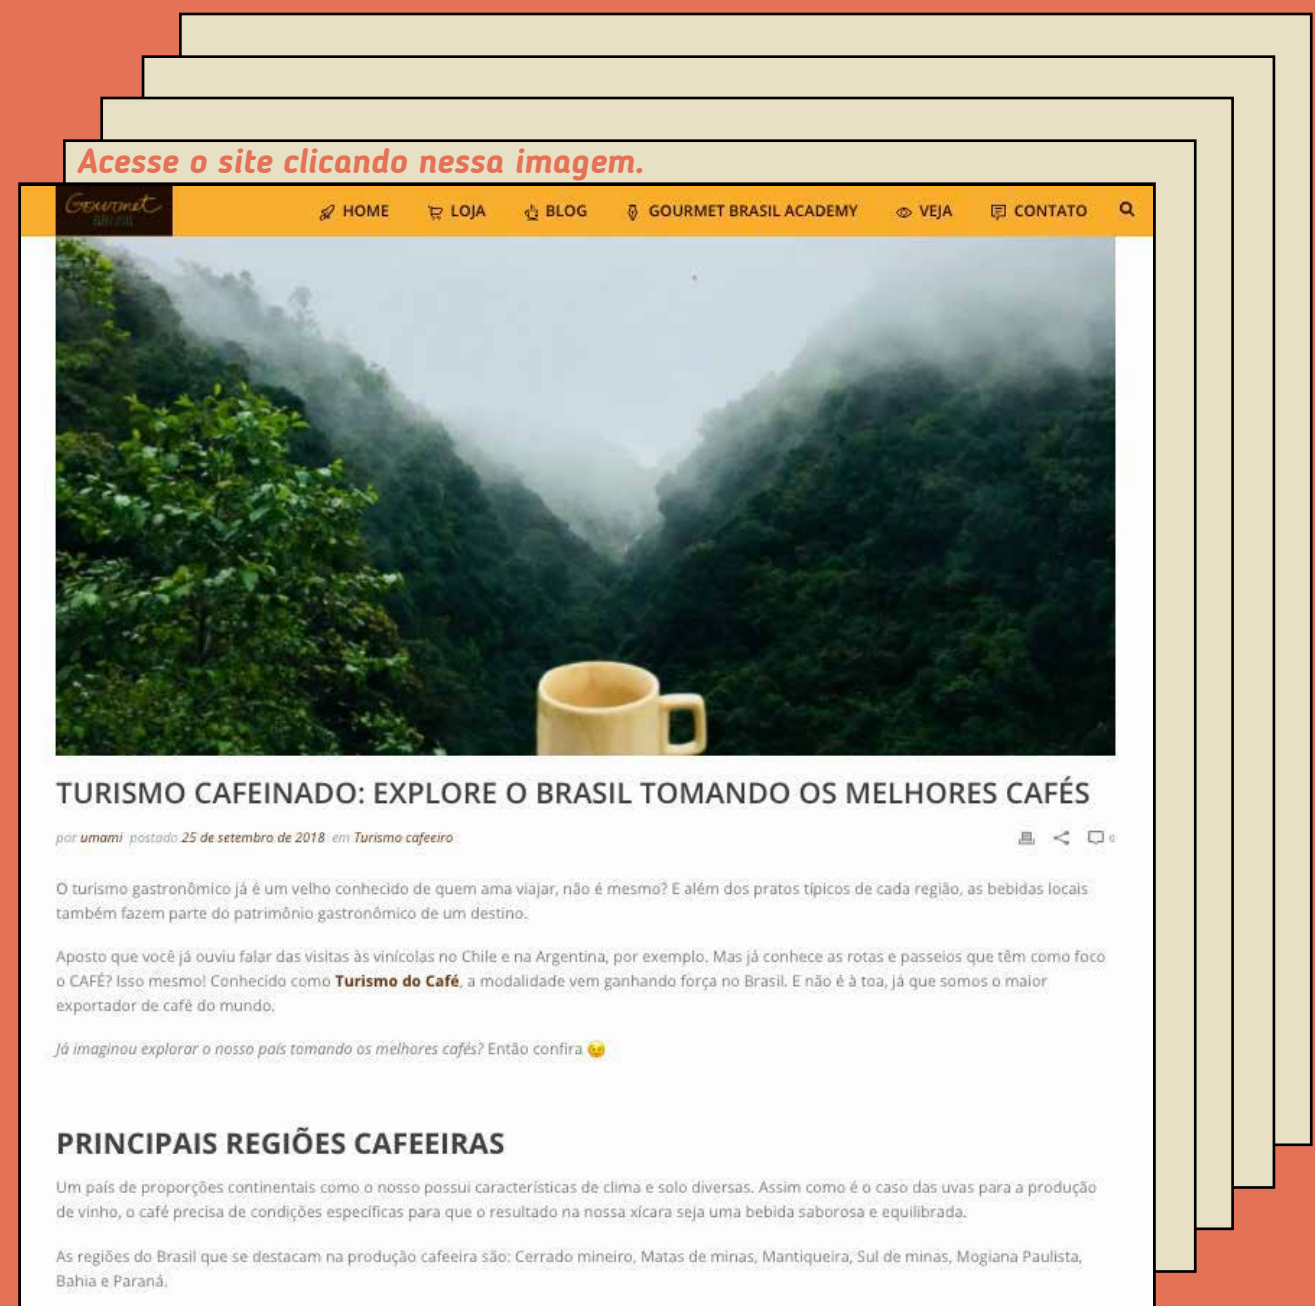 Acesse o site clicando nessa imagem.
Gourmet
HOME LOJA BLOG GOURMET BRASIL ACADEMY VEJA CONTATO
TURISMO CAFEINADO: EXPLORE O BRASIL TOMANDO OS MELHORES CAFÉS
por umami postado 25 de setembro de 2018 em Turismo cafeeiro
0
O turismo gastronômico já é um velho conhecido de quem ama viajar, não é mesmo? E além dos pratos típicos de cada região, as bebidas locais
também fazem parte do patrimônio gastronômico de um destino.
Aposto que você já ouviu falar das visitas às vinícolas no Chile e na Argentina, por exemplo. Mas já conhece as rotas e passeios que têm como foco
o CAFÉ? Isso mesmo! Conhecido como Turismo do Café, a modalidade vem ganhando força no Brasil. E não é à toa, já que somos o maior
exportador de café do mundo.
Já imaginou explorar o nosso país tomando os melhores cafés? Então confira 😉
PRINCIPAIS REGIÕES CAFEEIRAS
Um país de proporções continentais como o nosso possui características de clima e solo diversas. Assim como é o caso das uvas para a produção
de vinho, o café precisa de condições específicas para que o resultado na nossa xícara seja uma bebida saborosa e equilibrada.
As regiões do Brasil que se destacam na produção cafeeira são: Cerrado mineiro, Matas de minas, Mantiqueira, Sul de minas, Mogiana Paulista,
Bahia e Paraná.